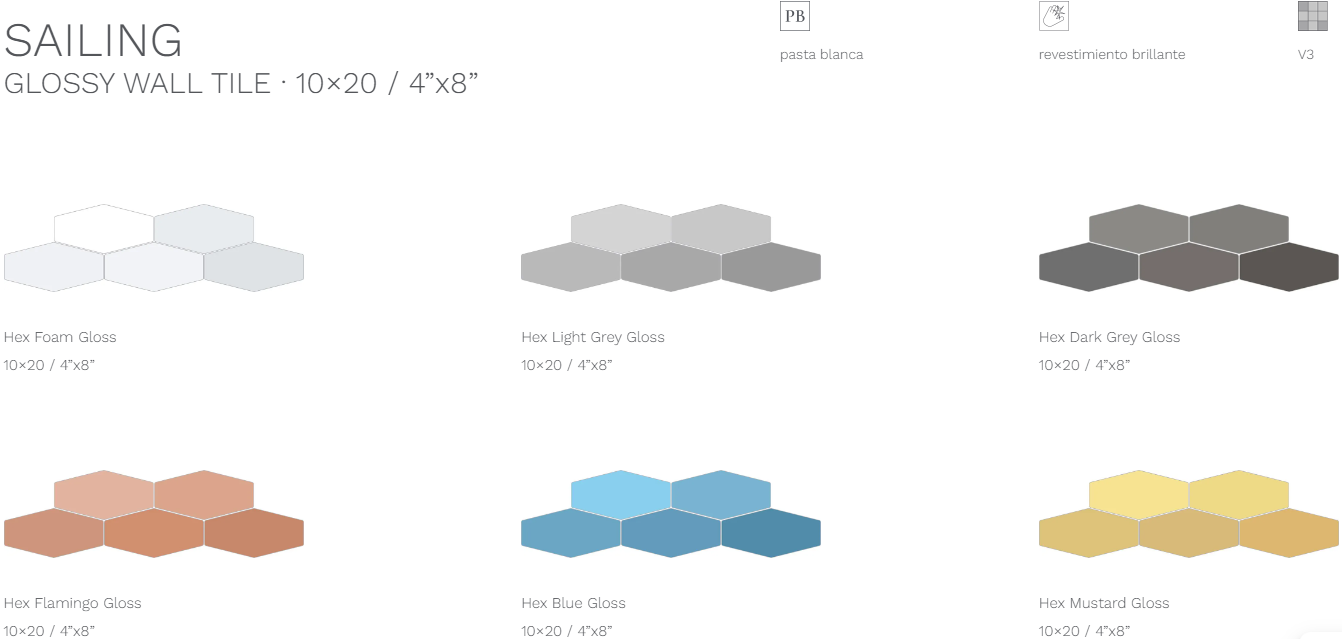 SAILING
GLOSSY WALL TILE · 10×20 / 4”x8”
PB
pasta blanca
revestimiento brillante
V3
Hex Foam Gloss
10×20 / 4”x8”
Hex Light Grey Gloss
10×20 / 4”x8”
Hex Dark Grey Gloss
10×20 / 4”x8”
Hex Flamingo Gloss
10×20 / 4”x8”
Hex Blue Gloss
10×20 / 4”x8”
Hex Mustard Gloss
10×20 / 4”x8”